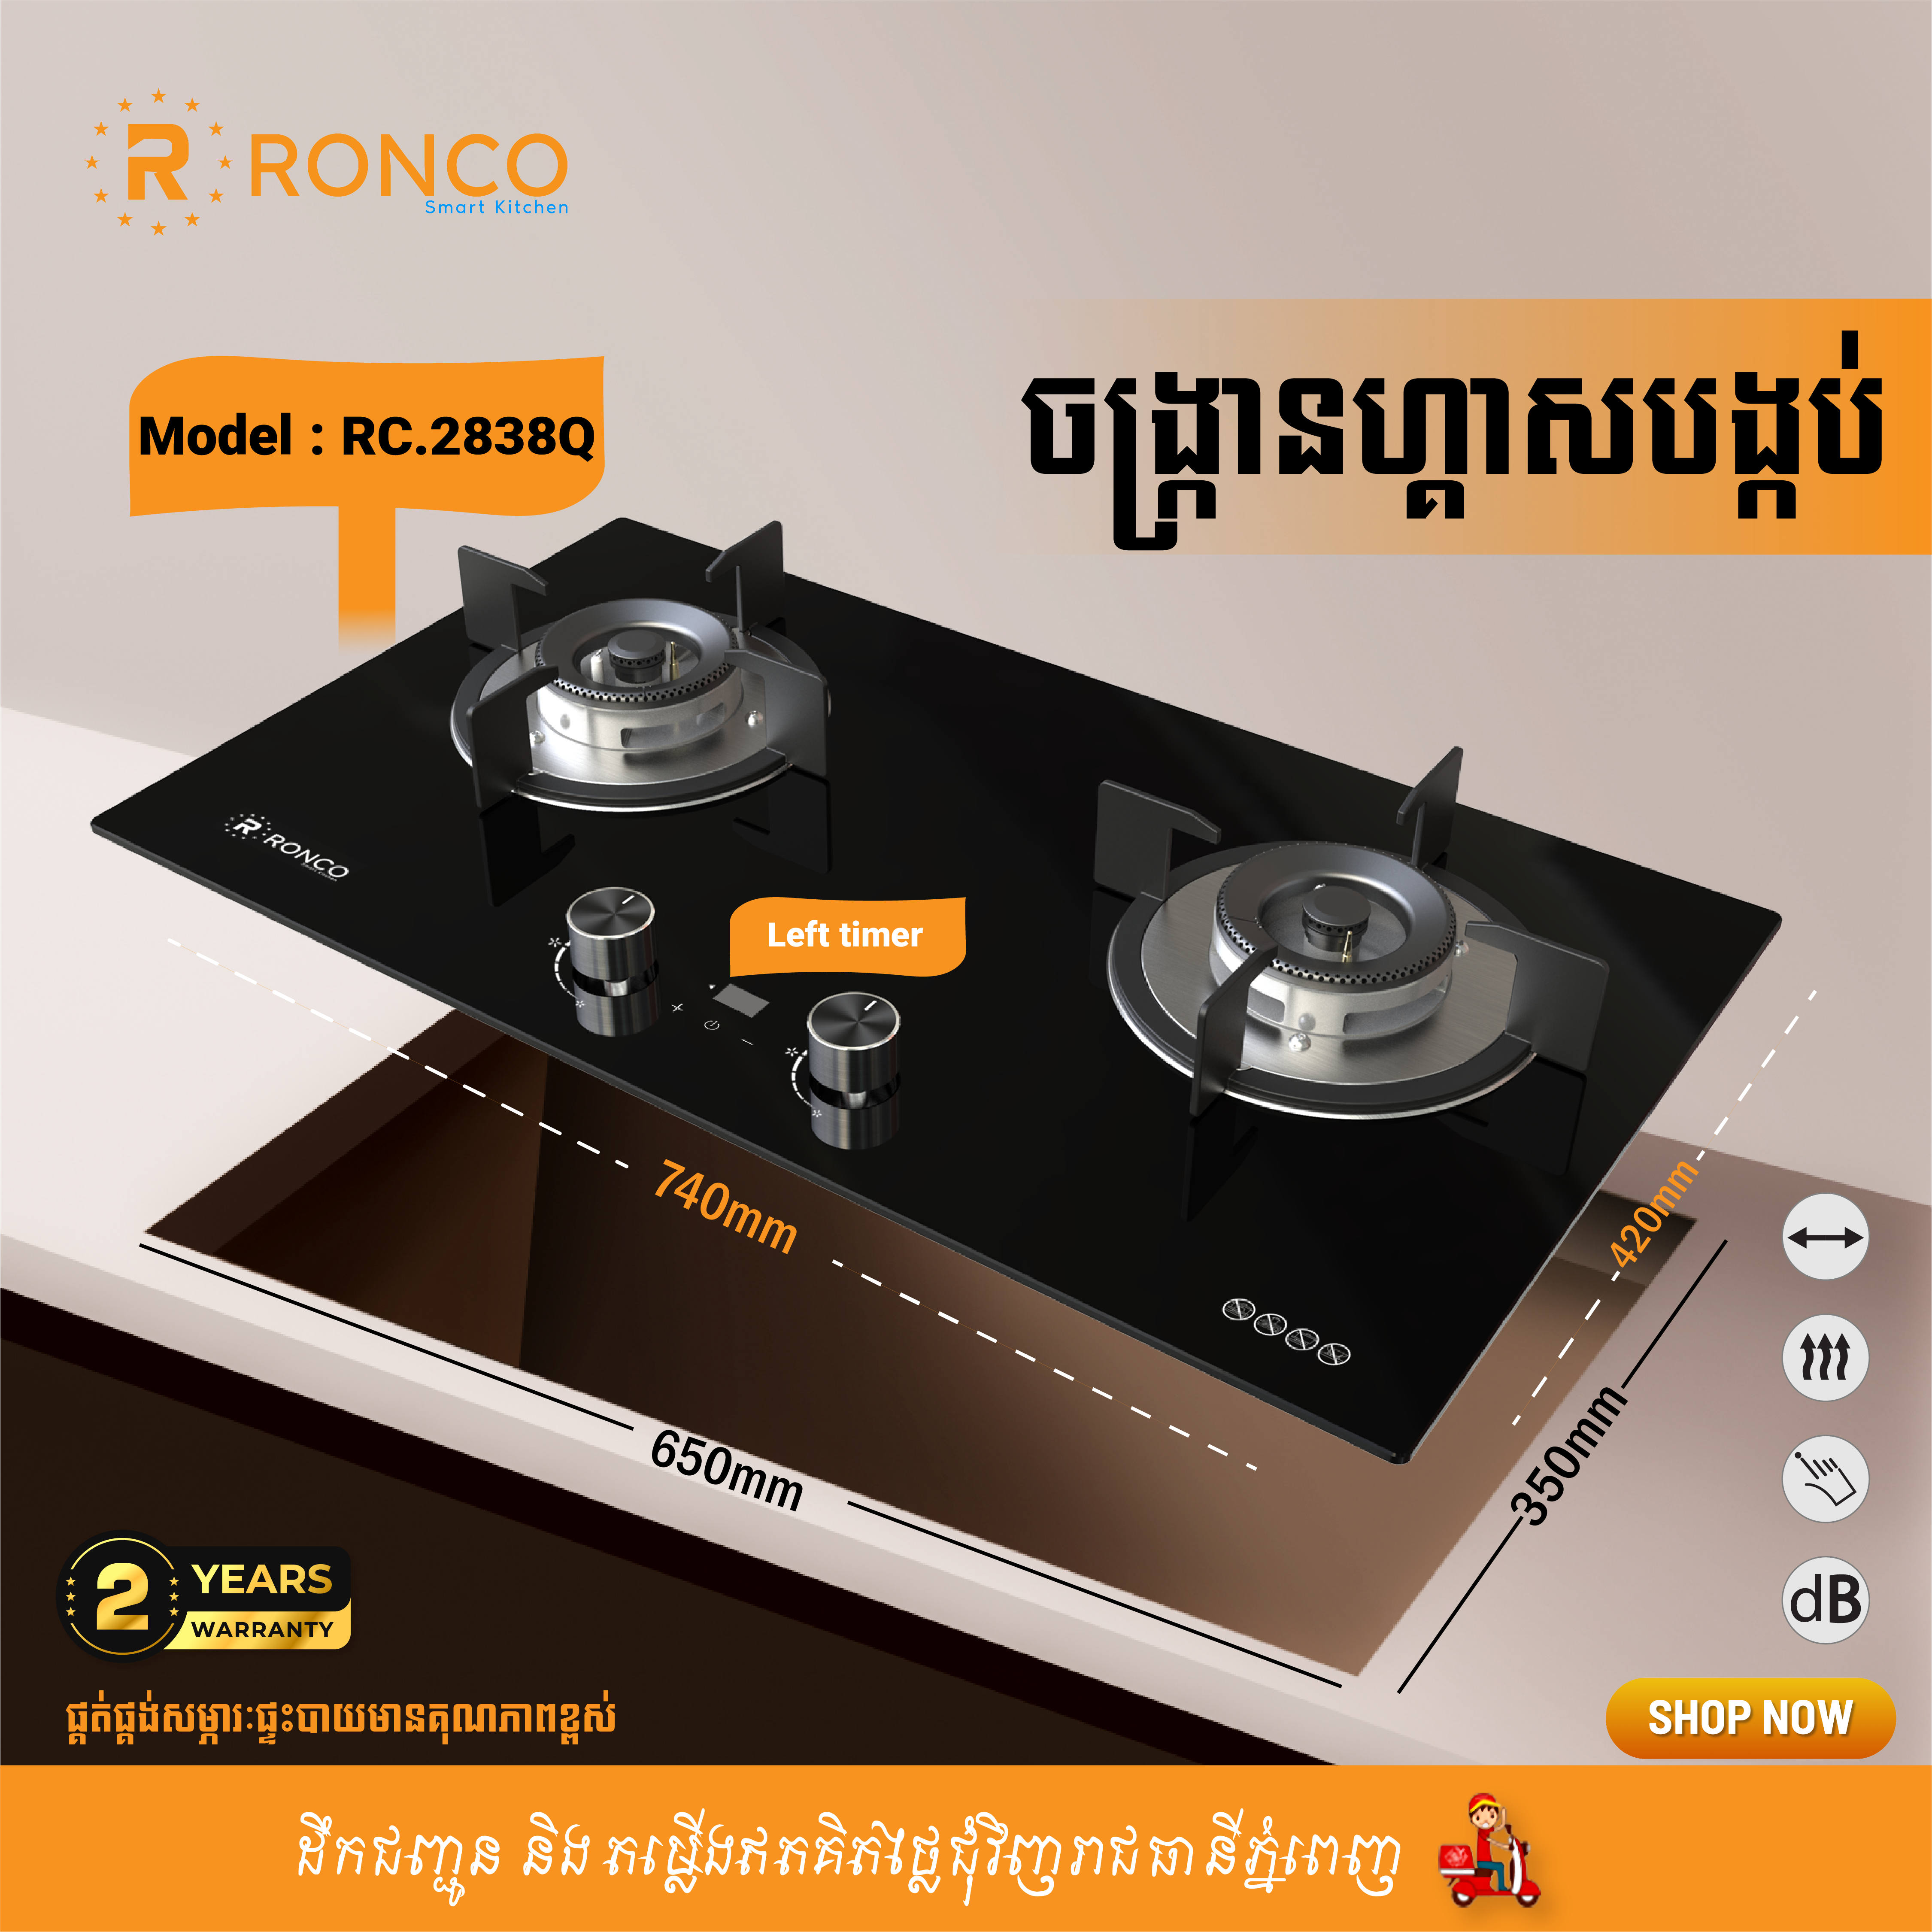 R RONCO
Smart Kitchen
Model : RC.2838Q
ចង្ក្រានហ្គាសបង្កប់
R RONCO
Smart Kitchen
Left timer
740mm
420mm
650mm
350mm
dB
2 YEARS
WARRANTY
ផ្គត់ផ្គង់សម្ភារៈផ្ទះបាយមានគុណភាពខ្ពស់
SHOP NOW
ដឹកជញ្ជូន និង តម្លើងឥតគិតថ្លៃជុំវិញរាជធានីភ្នំពេញ